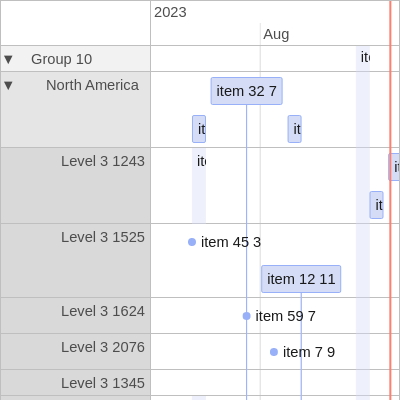 2023
Aug
▼ Group 10
▼ North America
item 32 7
Level 3 1243
Level 3 1525
item 45 3
item 12 11
Level 3 1624
item 59 7
Level 3 2076
item 7 9
Level 3 1345